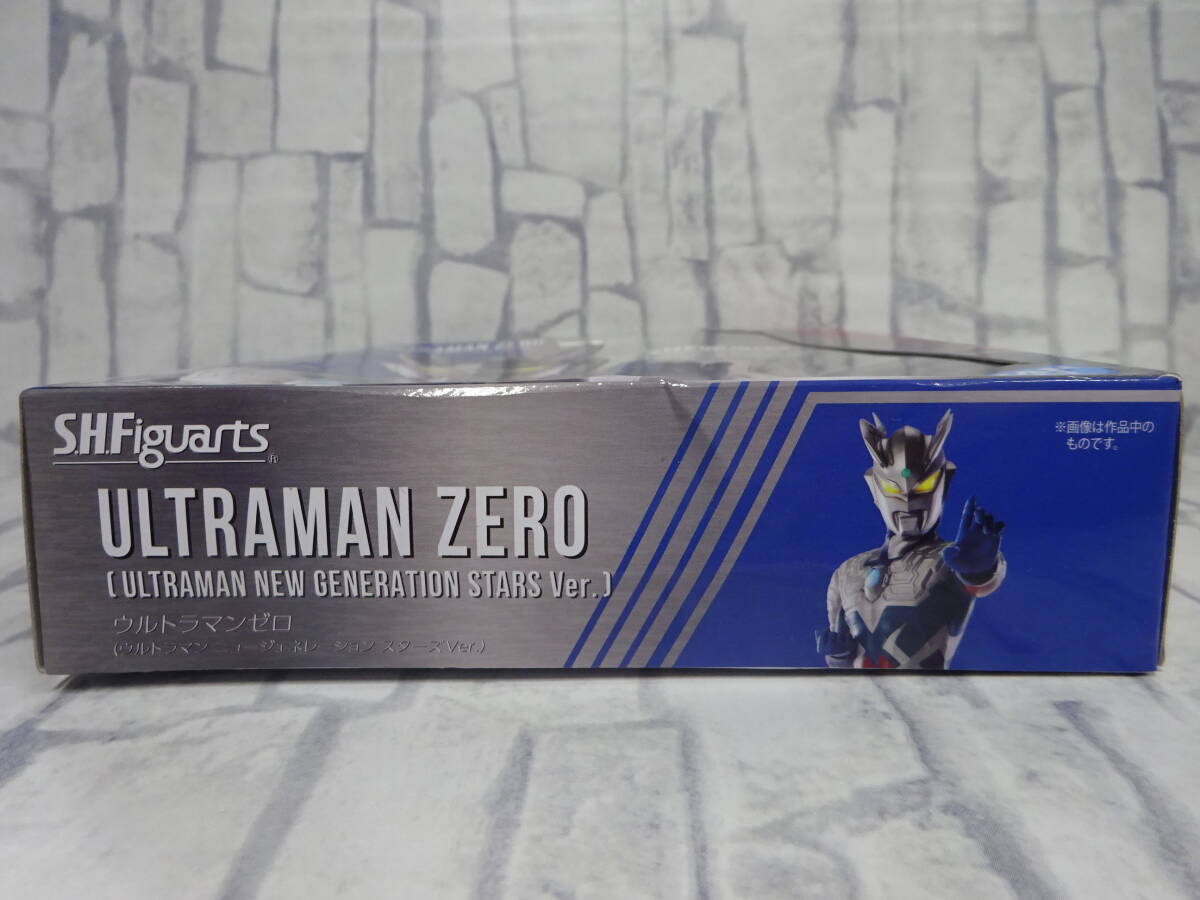 S.H.Figuarts
ULTRAMAN ZERO
[ ULTRAMAN NEW GENERATION STARS Ver. ]
ウルトラマンゼロ
(ウルトラマン ニュージェネレーション スターズVer.)
※画像は作品中の
ものです。